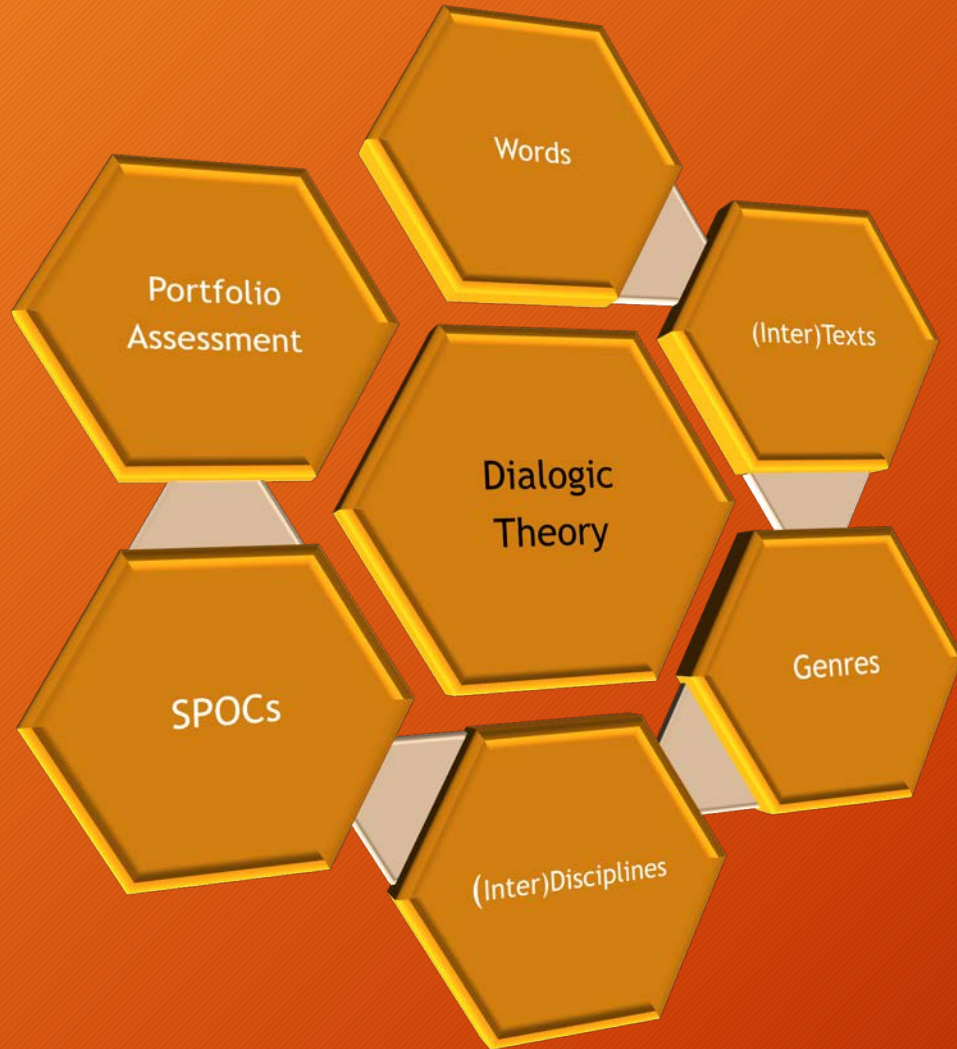 Words
Portfolio
Assessment
(Inter)Texts
Dialogic
Theory
Genres
SPOCs
(Inter)Disciplines